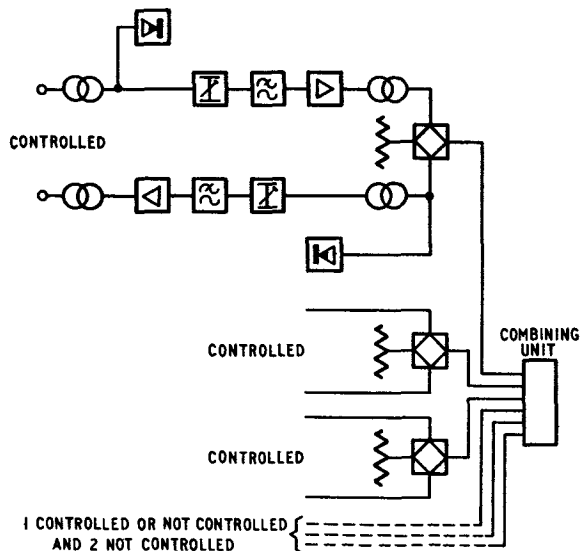 CONTROLLED
CONTROLLED
COMBINING
UNIT
CONTROLLED
1 CONTROLLED OR NOT CONTROLLED
AND 2 NOT CONTROLLED